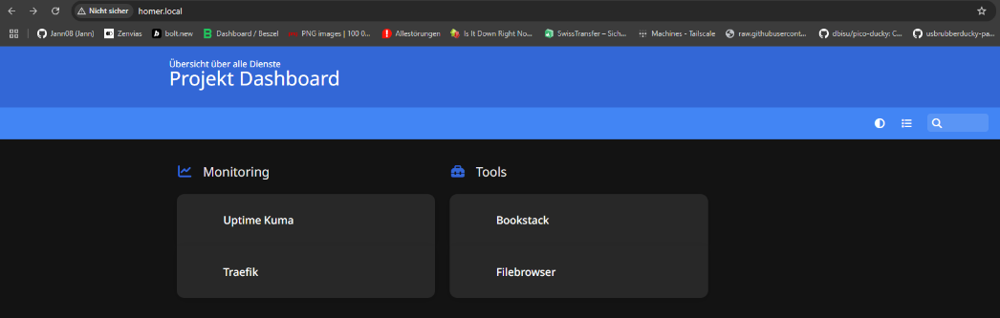 Nicht sicher homer.local
Jann08 (Jann) Zenvias bolt.new Dashboard / Beszel PNG images | 100 0... Allestörungen Is It Down Right No... SwissTransfer – Sich... Machines - Tailscale raw.githubusercont... dbisu/pico-ducky: C... usbrubberducky-pa...
Übersicht über alle Dienste
Projekt Dashboard
Monitoring Tools
Uptime Kuma Bookstack
Traefik Filebrowser